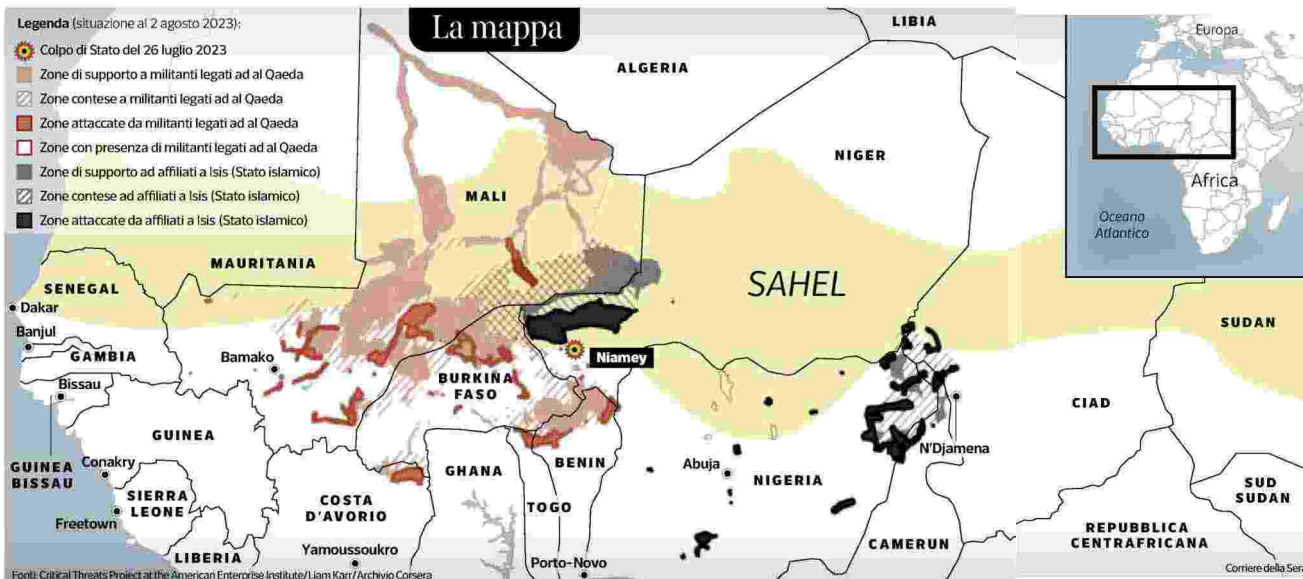 La mappa
Legenda (situazione al 2 agosto 2023):
Colpo di Stato del 26 luglio 2023
Zone di supporto a militanti legati ad al Qaeda
Zone contese a militanti legati ad al Qaeda
Zone attaccate da militanti legati ad al Qaeda
Zone con presenza di militanti legati ad al Qaeda
Zone di supporto ad affiliati a Isis (Stato islamico)
Zone contese ad affiliati a Isis (Stato islamico)
Zone attaccate da affiliati a Isis (Stato islamico)
LIBIA
ALGERIA
Europa
NIGER
Africa
Oceano
Atlantico
MALI
MAURITANIA
SENEGAL
SAHEL
Dakar
SUDAN
Banjul
GAMBIA
Bamako
Niamey
Bissau
BURKINA
FASO
CIAD
GUINEA
N'Djamena
GUINEA
BISSAU
Conakry
GHANA
BENIN
Abuja
NIGERIA
SIERRA
LEONE
COSTA
D'AVORIO
TOGO
SUD
SUDAN
Freetown
REPUBBLICA
CENTRAFRICANA
LIBERIA
Yamoussoukro
Porto-Novo
CAMERUN
Fonti: Critical Threats Project at the American Enterprise Institute/Liam Karr/Archivio Corsera
Corriere della Sera